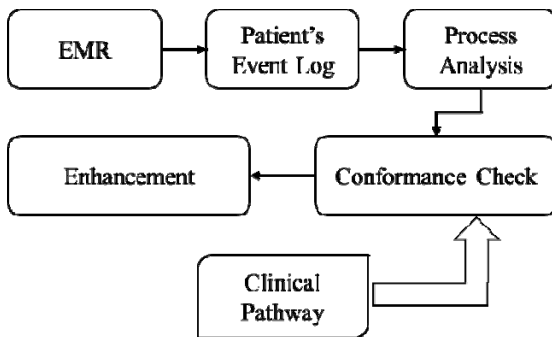 EMR
Patient's
Event Log
Process
Analysis
Enhancement
Conformance Check
Clinical
Pathway